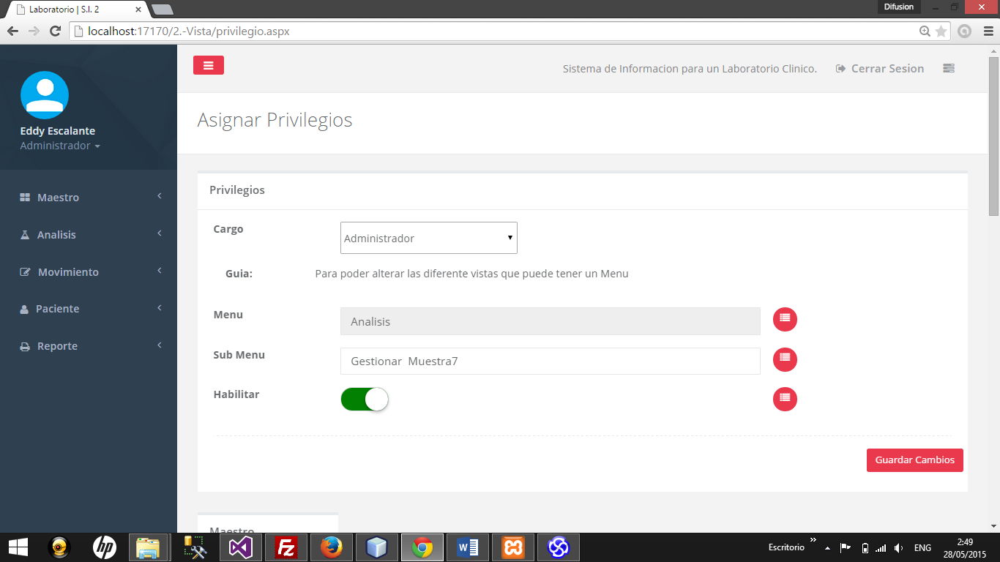 Laboratorio | S.I. 2
Difusion
localhost:17170/2.-Vista/privilegio.aspx
Sistema de Informacion para un Laboratorio Clinico.
Cerrar Sesion
Asignar Privilegios
Eddy Escalante
Administrador
Maestro
Analisis
Movimiento
Paciente
Reporte
Privilegios
Cargo
Administrador
Guia:
Para poder alterar las diferente vistas que puede tener un Menu
Menu
Analisis
Sub Menu
Gestionar Muestra7
Habilitar
Guardar Cambios
Maestro
Escritorio
ENG
2:49
28/05/2015